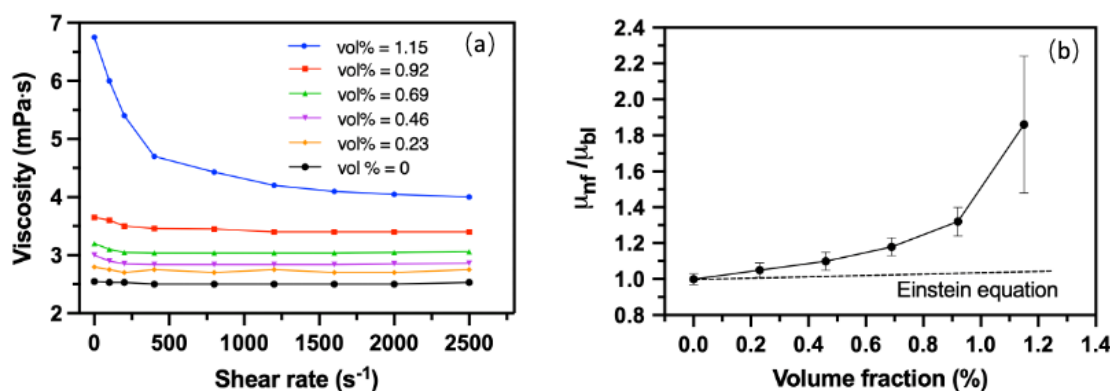 (a)
7
6
5
4
3
2
Viscosity (mPa·s)
vol% = 1.15
vol% = 0.92
vol% = 0.69
vol% = 0.46
vol% = 0.23
vol % = 0
0 500 1000 1500 2000 2500
Shear rate (s⁻¹)
(b)
2.4
2.2
2.0
1.8
1.6
1.4
1.2
1.0
0.8
μnf /μbl
Einstein equation
0.0 0.2 0.4 0.6 0.8 1.0 1.2 1.4
Volume fraction (%)